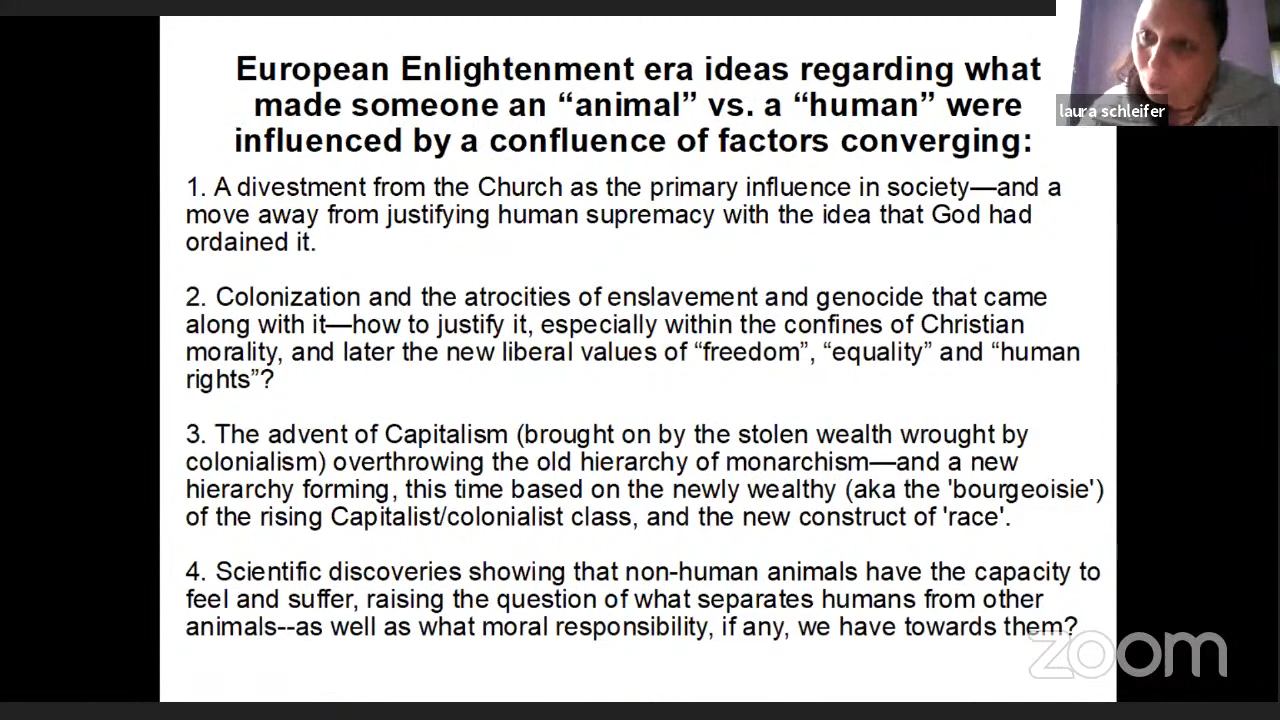 European Enlightenment era ideas regarding what
made someone an “animal” vs. a “human” were
influenced by a confluence of factors converging:
laura schleifer
1. A divestment from the Church as the primary influence in society—and a
move away from justifying human supremacy with the idea that God had
ordained it.
2. Colonization and the atrocities of enslavement and genocide that came
along with it—how to justify it, especially within the confines of Christian
morality, and later the new liberal values of “freedom”, “equality” and “human
rights”?
3. The advent of Capitalism (brought on by the stolen wealth wrought by
colonialism) overthrowing the old hierarchy of monarchism—and a new
hierarchy forming, this time based on the newly wealthy (aka the 'bourgeoisie')
of the rising Capitalist/colonialist class, and the new construct of 'race'.
4. Scientific discoveries showing that non-human animals have the capacity to
feel and suffer, raising the question of what separates humans from other
animals--as well as what moral responsibility, if any, we have towards them?
zoom